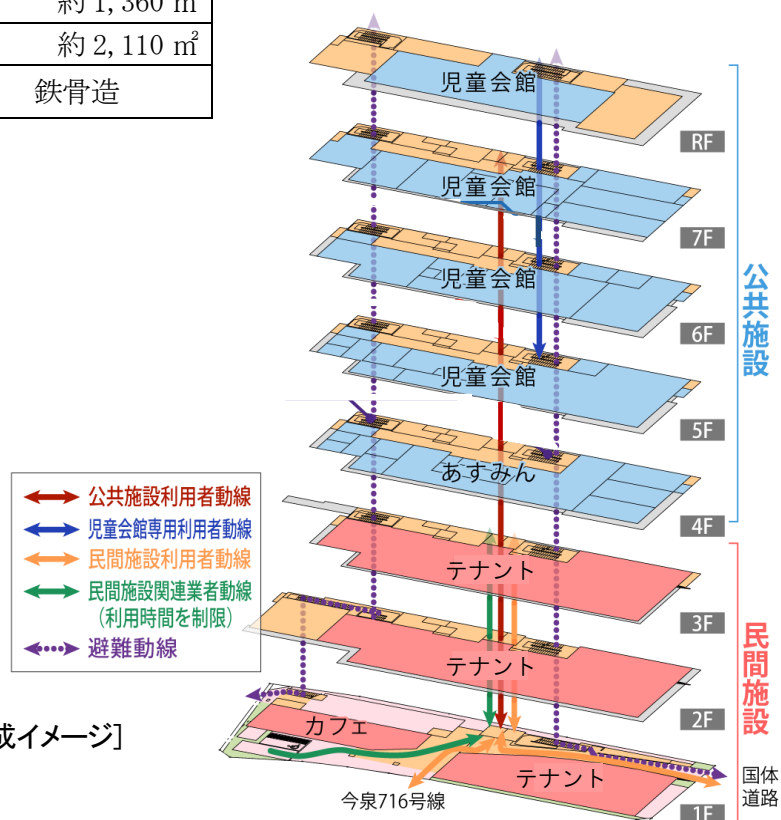 約 1,360 ㎡
約 2,110 ㎡
鉄骨造
児童会館
RF
児童会館
7F
児童会館
6F
児童会館
5F
あすみん
4F
公共施設
公共施設利用者動線
児童会館専用利用者動線
民間施設利用者動線
民間施設関連業者動線
(利用時間を制限)
避難動線
テナント
3F
テナント
2F
民間施設
成イメージ]
カフェ
テナント
今泉716号線
国体
道路
1F